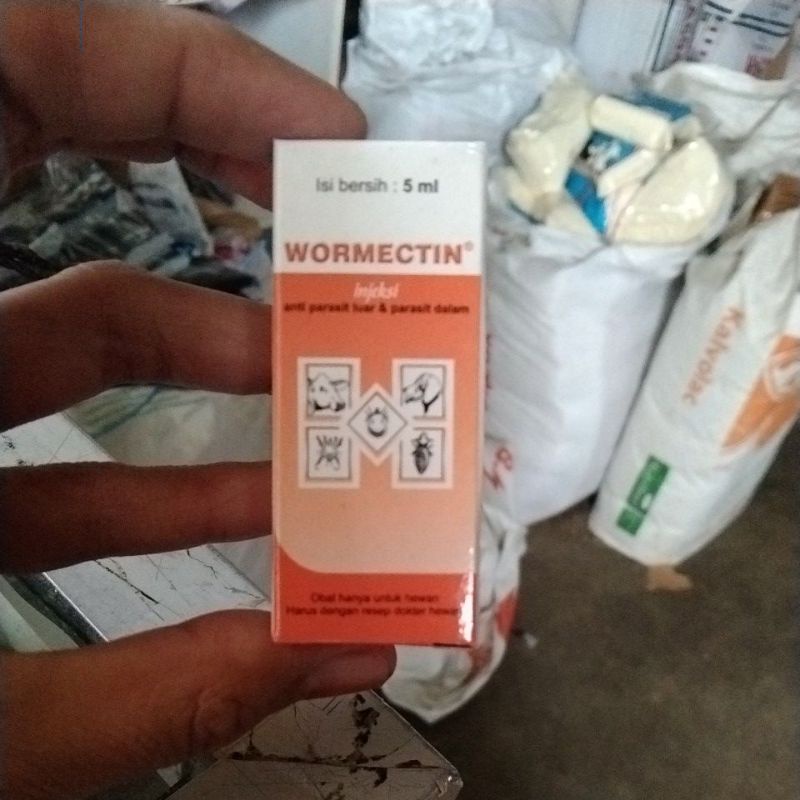 Isi bersih : 5 ml
WORMECTIN®
injeksi
anti parasit luar & parasit dalam
Obat hanya untuk hewan
Harus dengan resep dokter hewan
Kalvolac